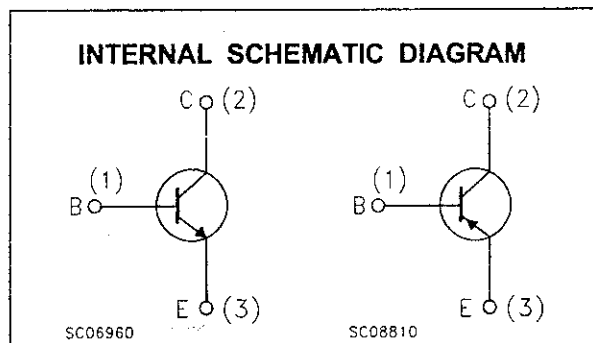 INTERNAL SCHEMATIC DIAGRAM
C (2) C (2)
(1) (1)
B B
E (3) E (3)
SC06960 SC08810